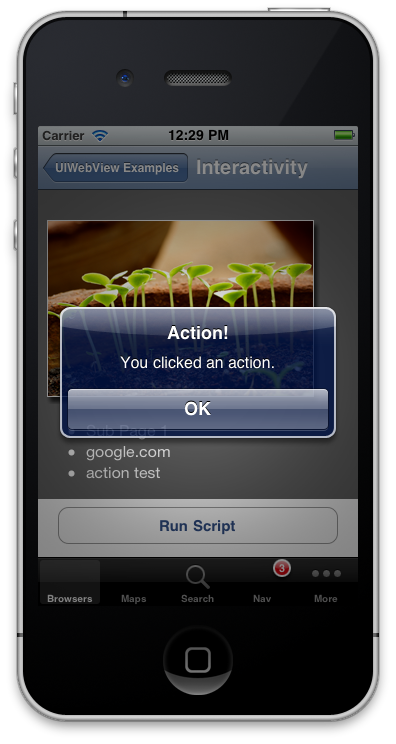 Carrier 12:29 PM
UIWebView Examples Interactivity
Action!
You clicked an action.
OK
Sub Page 1
google.com
action test
Run Script
3
Browsers Maps Search Nav More